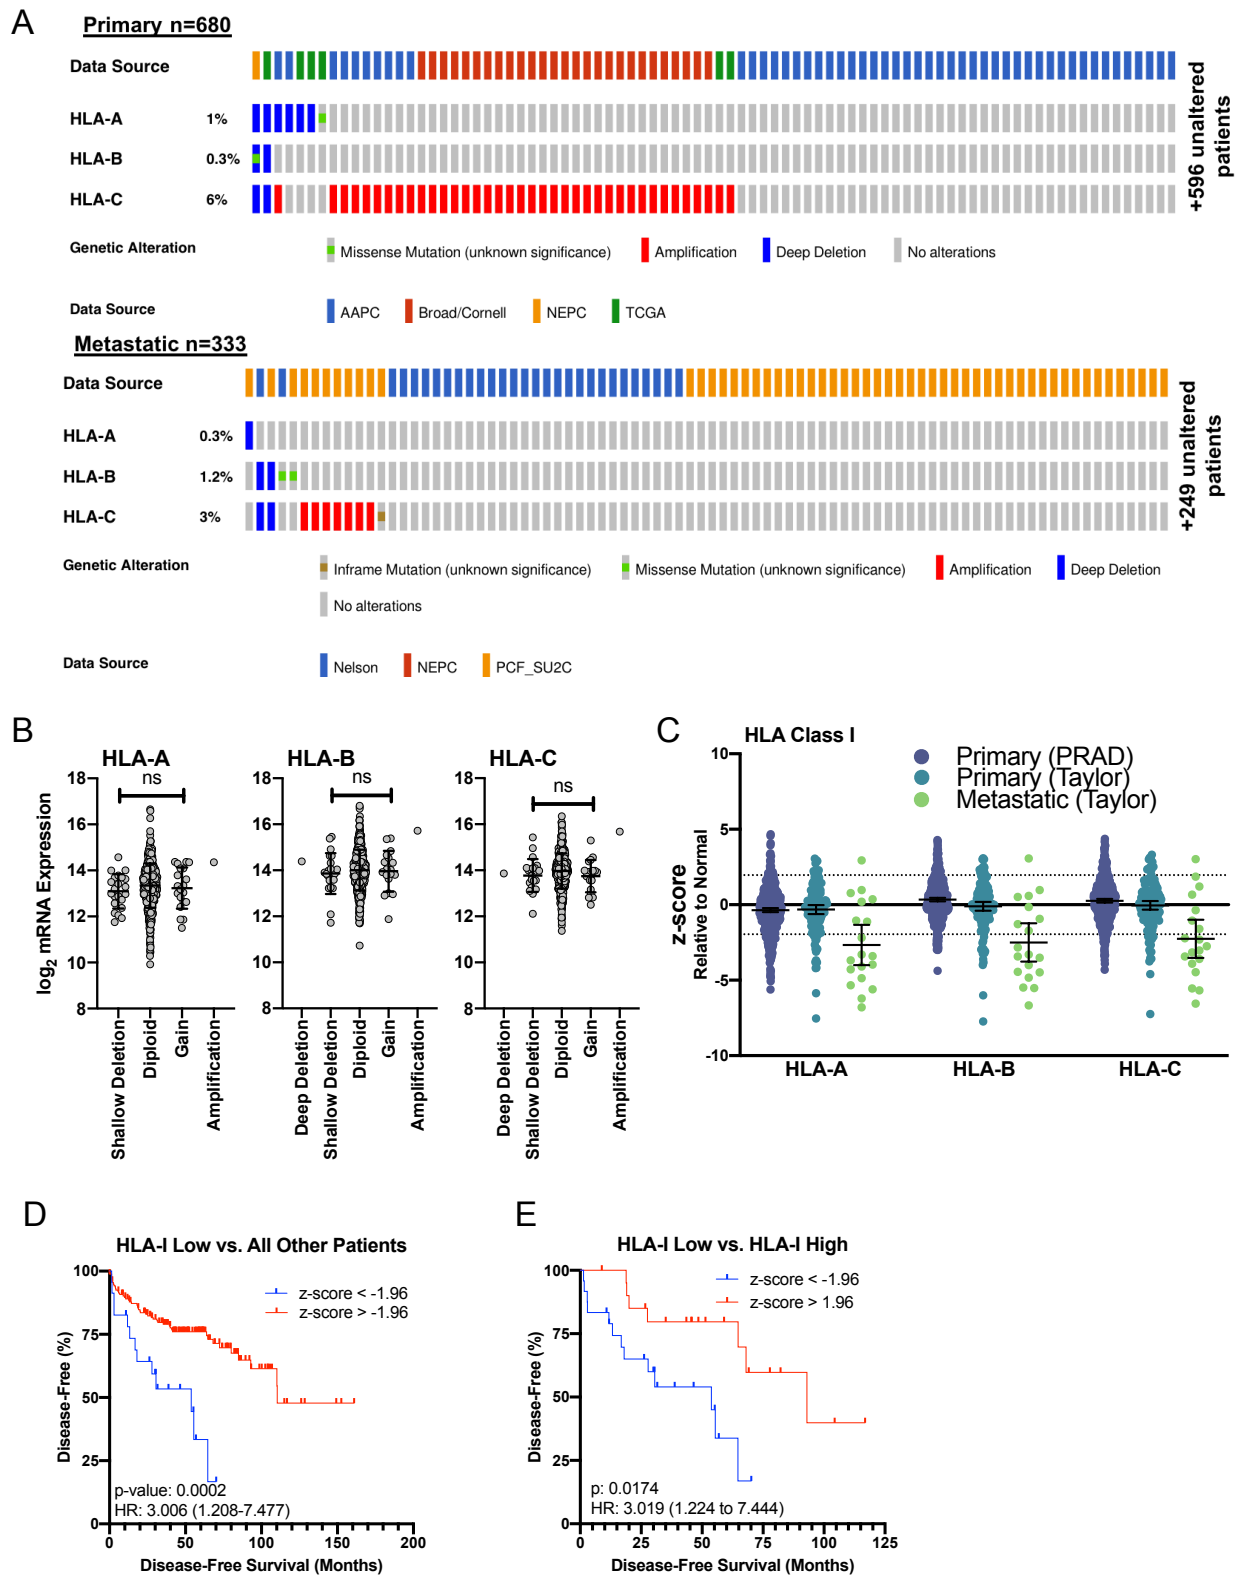 A
Primary n=680
Data Source
HLA-A 1%
HLA-B 0.3%
HLA-C 6%
+596 unaltered
patients
Genetic Alteration
Missense Mutation (unknown significance) Amplification Deep Deletion No alterations
Data Source
AAPC Broad/Cornell NEPC TCGA
Metastatic n=333
Data Source
HLA-A 0.3%
HLA-B 1.2%
HLA-C 3%
+249 unaltered
patients
Genetic Alteration
Inframe Mutation (unknown significance) Missense Mutation (unknown significance) Amplification Deep Deletion
No alterations
Data Source
Nelson NEPC PCF_SU2C
B
HLA-A
ns
log2 mRNA Expression
18
16
14
12
10
8
Shallow Deletion
Diploid
Gain
Amplification
HLA-B
ns
18
16
14
12
10
8
Deep Deletion
Shallow Deletion
Diploid
Gain
Amplification
HLA-C
ns
18
16
14
12
10
8
Deep Deletion
Shallow Deletion
Diploid
Gain
Amplification
C
HLA Class I
Primary (PRAD)
Primary (Taylor)
Metastatic (Taylor)
z-score
Relative to Normal
10
5
0
-5
-10
HLA-A HLA-B HLA-C
D
HLA-I Low vs. All Other Patients
z-score < -1.96
z-score > -1.96
Disease-Free (%)
100
75
50
25
0
p-value: 0.0002
HR: 3.006 (1.208-7.477)
0 50 100 150 200
Disease-Free Survival (Months)
E
HLA-I Low vs. HLA-I High
z-score < -1.96
z-score > 1.96
Disease-Free (%)
100
75
50
25
0
p: 0.0174
HR: 3.019 (1.224 to 7.444)
0 25 50 75 100 125
Disease-Free Survival (Months)